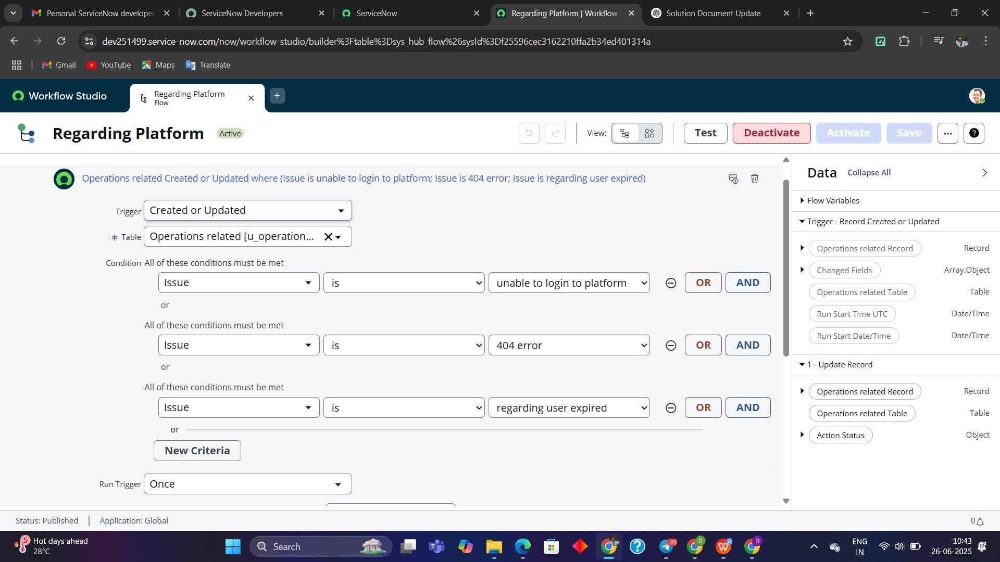 Personal ServiceNow developer
ServiceNow Developers
ServiceNow
Regarding Platform | Workflow
Solution Document Update
dev251499.service-now.com/now/workflow-studio/builder%3Ftable%3Dsys_hub_flow%26sysId%3Df25596cec3162210ffa2b34ed401314a
Gmail YouTube Maps Translate
Workflow Studio
Regarding Platform
Flow
Regarding Platform Active View: Test Deactivate Activate Save ... ?
Operations related Created or Updated where (Issue is unable to login to platform; Issue is 404 error; Issue is regarding user expired)
Trigger Created or Updated
* Table Operations related [u_operation...
Condition All of these conditions must be met
Issue is unable to login to platform OR AND
or
All of these conditions must be met
Issue is 404 error OR AND
or
All of these conditions must be met
Issue is regarding user expired OR AND
or
New Criteria
Run Trigger Once
Data Collapse All
Flow Variables
Trigger - Record Created or Updated
Operations related Record Record
Changed Fields Array.Object
Operations related Table Table
Run Start Time UTC Date/Time
Run Start Date/Time Date/Time
1 - Update Record
Operations related Record Record
Operations related Table Table
Action Status Object
Status: Published | Application: Global
0
5
Hot days ahead
28°C
Search
89
D
D
ENG
IN
10:43
26-06-2025